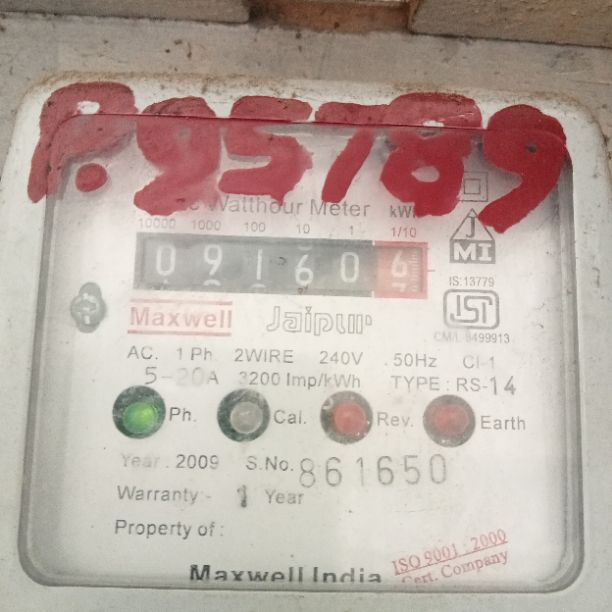 P.95789
Watthour Meter kWh
10000 1000 100 10 1 1/10
0 9 1 6 0 6
JMI
IS:13779
ISI
CM/L-8499913
Maxwell Jaipur
AC. 1 Ph 2WIRE 240V . 50Hz Cl-1
5-20A 3200 Imp/kWh TYPE : RS-14
Ph. Cal. Rev. Earth
Year : 2009 S.No. 861650
Warranty - 1 Year
Property of :
Maxwell India
ISO 9001 : 2000
Cert. Company